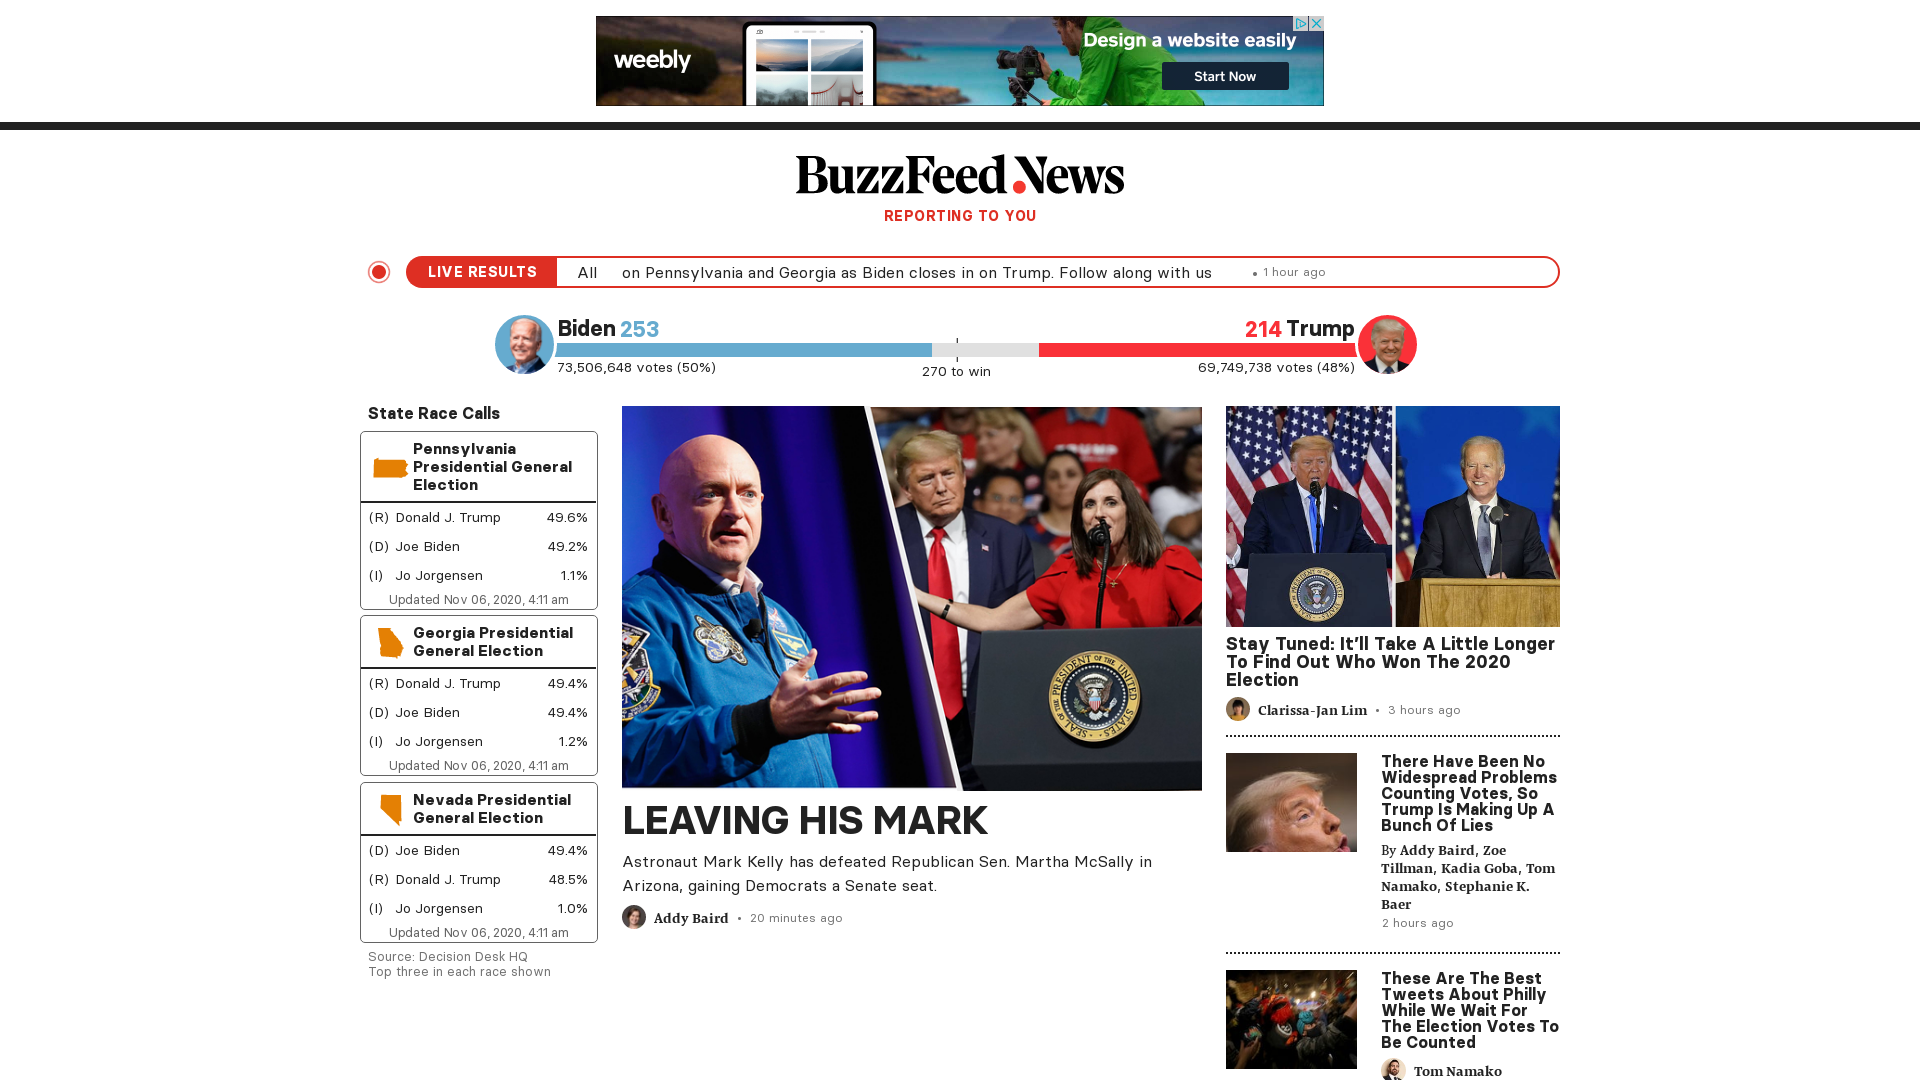 weebly
Design a website easily
Start Now
BuzzFeed News
REPORTING TO YOU
LIVE RESULTS
All on Pennsylvania and Georgia as Biden closes in on Trump. Follow along with us • 1 hour ago
Biden 253
214 Trump
73,506,648 votes (50%)
270 to win
69,749,738 votes (48%)
State Race Calls
Pennsylvania
Presidential General
Election
(R) Donald J. Trump 49.6%
(D) Joe Biden 49.2%
(I) Jo Jorgensen 1.1%
Updated Nov 06, 2020, 4:11 am
Georgia Presidential
General Election
(R) Donald J. Trump 49.4%
(D) Joe Biden 49.4%
(I) Jo Jorgensen 1.2%
Updated Nov 06, 2020, 4:11 am
Nevada Presidential
General Election
(D) Joe Biden 49.4%
(R) Donald J. Trump 48.5%
(I) Jo Jorgensen 1.0%
Updated Nov 06, 2020, 4:11 am
Source: Decision Desk HQ
Top three in each race shown
SEAL OF THE PRESIDENT OF THE UNITED STATES
LEAVING HIS MARK
Astronaut Mark Kelly has defeated Republican Sen. Martha McSally in
Arizona, gaining Democrats a Senate seat.
Addy Baird • 20 minutes ago
Stay Tuned: It’ll Take A Little Longer
To Find Out Who Won The 2020
Election
Clarissa-Jan Lim • 3 hours ago
There Have Been No
Widespread Problems
Counting Votes, So
Trump Is Making Up A
Bunch Of Lies
By Addy Baird, Zoe
Tillman, Kadia Goba, Tom
Namako, Stephanie K.
Baer
2 hours ago
These Are The Best
Tweets About Philly
While We Wait For
The Election Votes To
Be Counted
Tom Namako